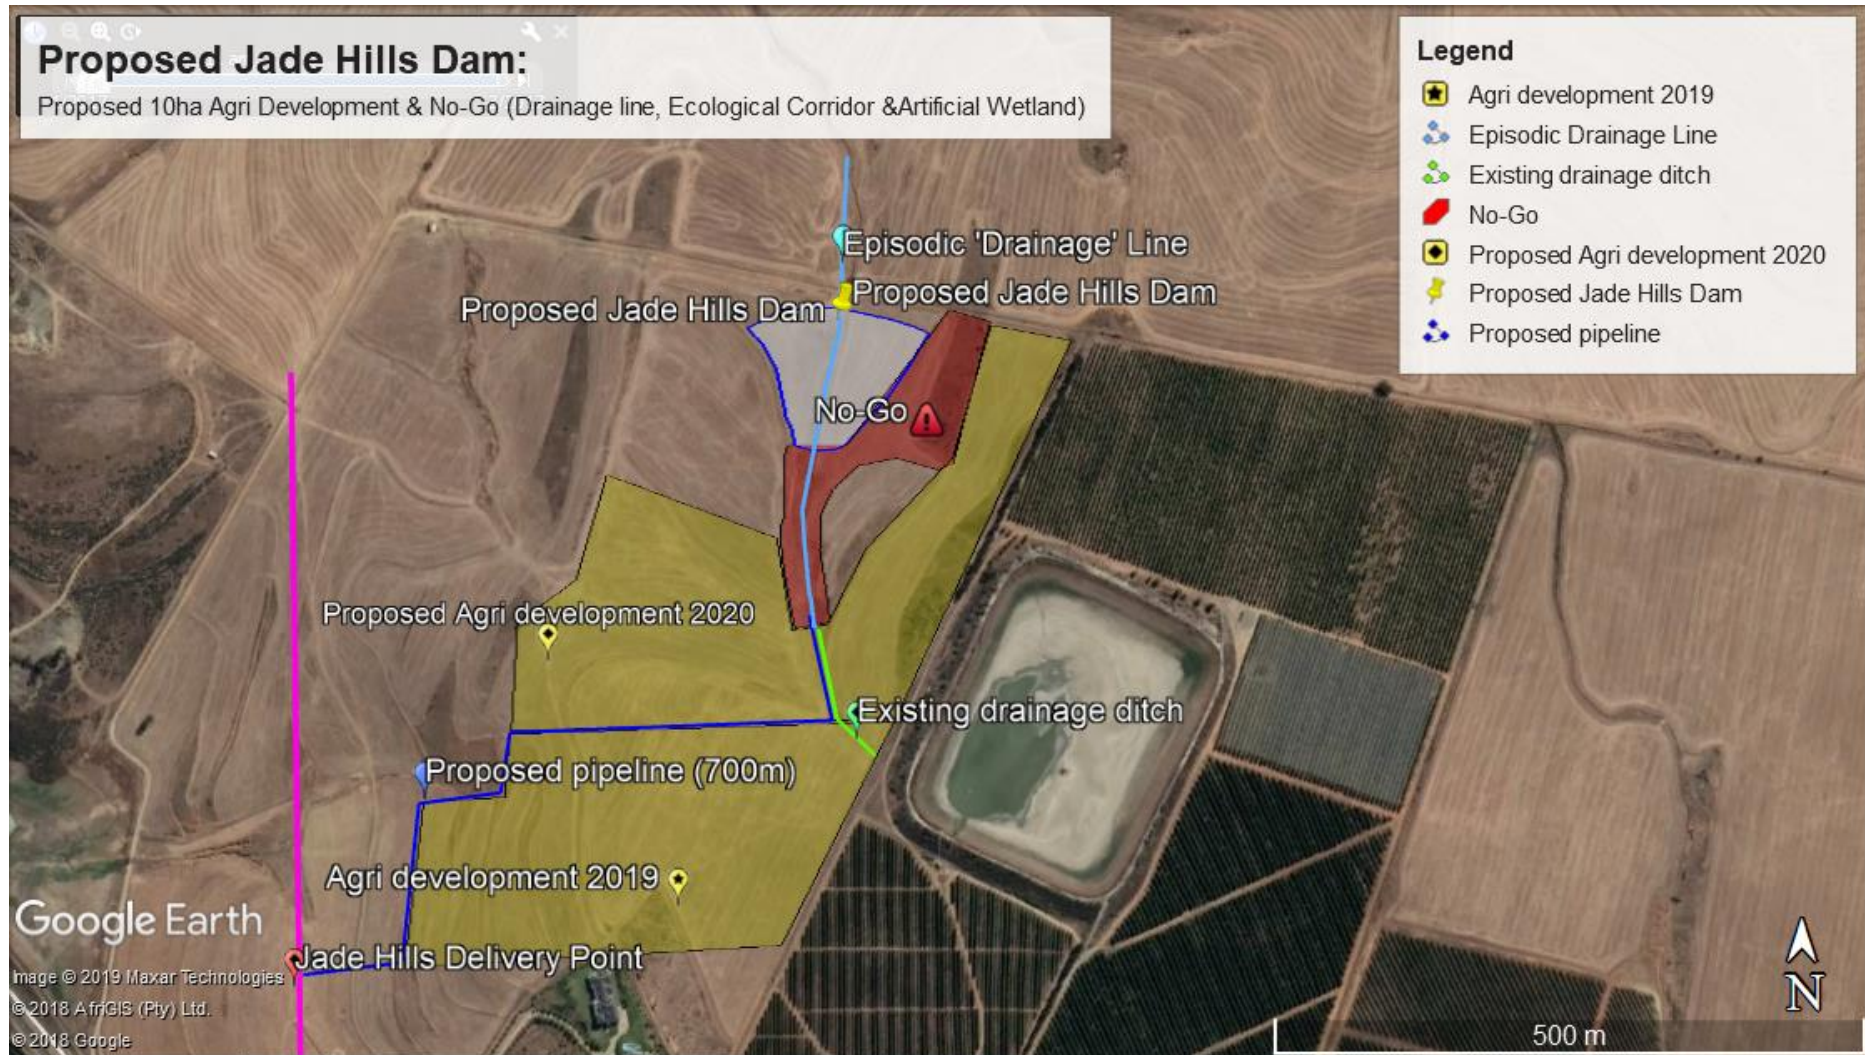 Proposed Jade Hills Dam:
Proposed 10ha Agri Development & No-Go (Drainage line, Ecological Corridor &Artificial Wetland)
Legend
Agri development 2019
Episodic Drainage Line
Existing drainage ditch
No-Go
Proposed Agri development 2020
Proposed Jade Hills Dam
Proposed pipeline
Episodic 'Drainage' Line
Proposed Jade Hills Dam
Proposed Jade Hills Dam
No-Go
Proposed Agri development 2020
Existing drainage ditch
Proposed pipeline (700m)
Agri development 2019
Jade Hills Delivery Point
Google Earth
Image © 2019 Maxar Technologies
© 2018 AfriGIS (Pty) Ltd.
© 2018 Google
N
500 m